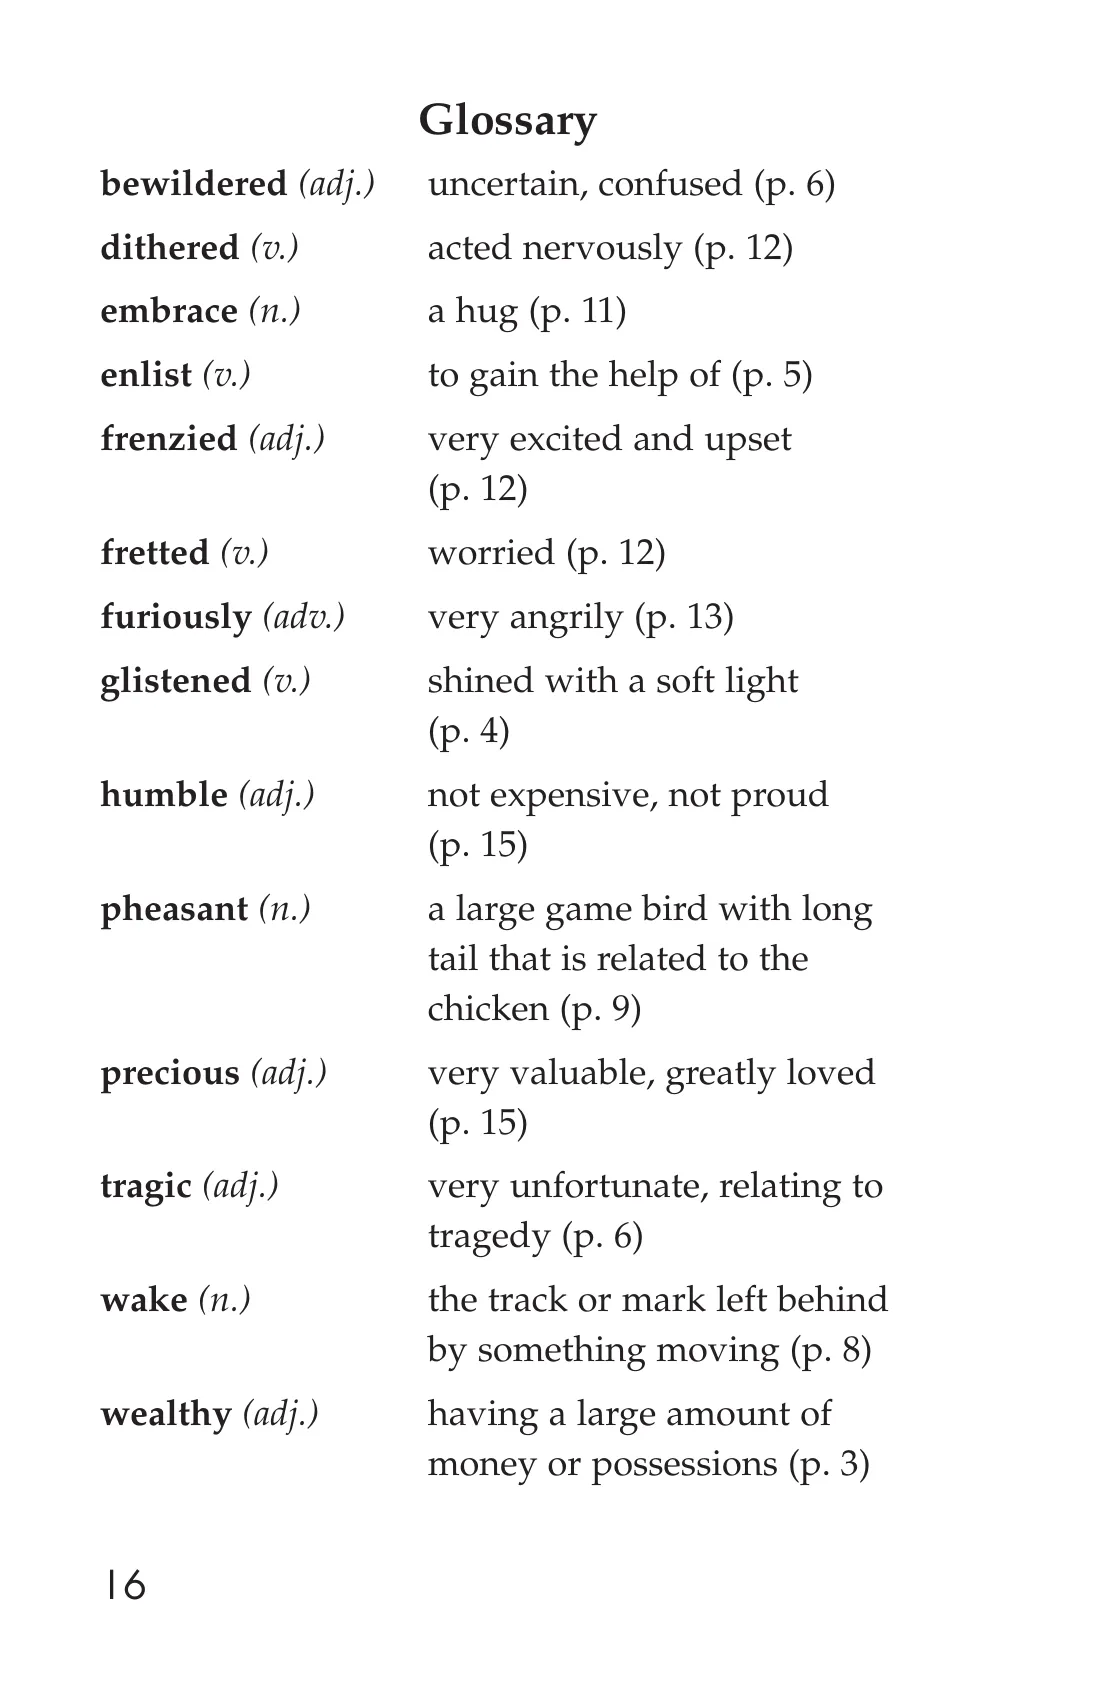 Glossary
bewildered (adj.) uncertain, confused (p. 6)
dithered (v.) acted nervously (p. 12)
embrace (n.) a hug (p. 11)
enlist (v.) to gain the help of (p. 5)
frenzied (adj.) very excited and upset
(p. 12)
fretted (v.) worried (p. 12)
furiously (adv.) very angrily (p. 13)
glistened (v.) shined with a soft light
(p. 4)
humble (adj.) not expensive, not proud
(p. 15)
pheasant (n.) a large game bird with long
tail that is related to the
chicken (p. 9)
precious (adj.) very valuable, greatly loved
(p. 15)
tragic (adj.) very unfortunate, relating to
tragedy (p. 6)
wake (n.) the track or mark left behind
by something moving (p. 8)
wealthy (adj.) having a large amount of
money or possessions (p. 3)
16